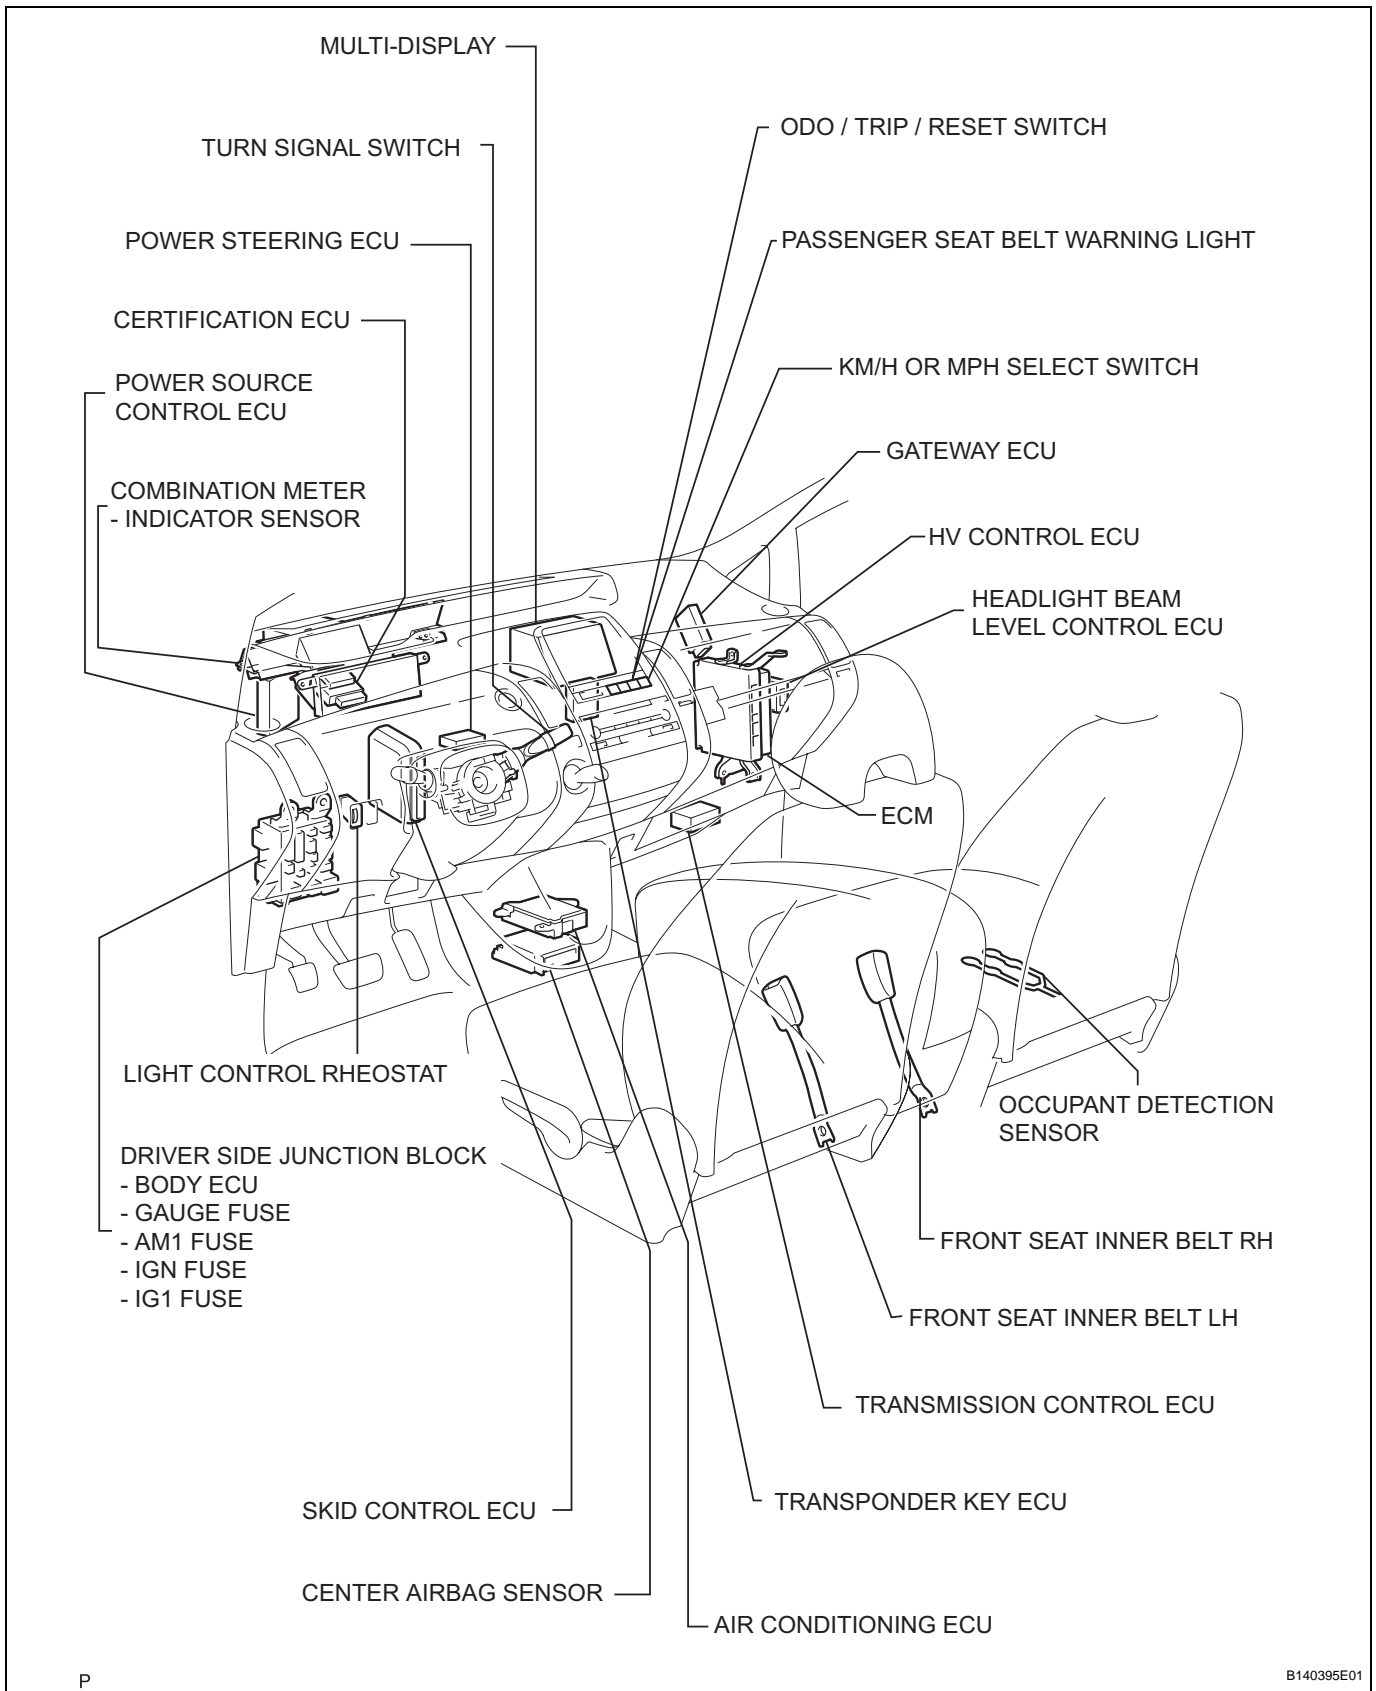 MULTI-DISPLAY
ODO / TRIP / RESET SWITCH
TURN SIGNAL SWITCH
POWER STEERING ECU
PASSENGER SEAT BELT WARNING LIGHT
CERTIFICATION ECU
KM/H OR MPH SELECT SWITCH
POWER SOURCE
CONTROL ECU
GATEWAY ECU
COMBINATION METER
- INDICATOR SENSOR
HV CONTROL ECU
HEADLIGHT BEAM
LEVEL CONTROL ECU
ECM
LIGHT CONTROL RHEOSTAT
OCCUPANT DETECTION
SENSOR
DRIVER SIDE JUNCTION BLOCK
- BODY ECU
- GAUGE FUSE
- AM1 FUSE
- IGN FUSE
- IG1 FUSE
FRONT SEAT INNER BELT RH
FRONT SEAT INNER BELT LH
TRANSMISSION CONTROL ECU
TRANSPONDER KEY ECU
SKID CONTROL ECU
CENTER AIRBAG SENSOR
AIR CONDITIONING ECU
P
B140395E01